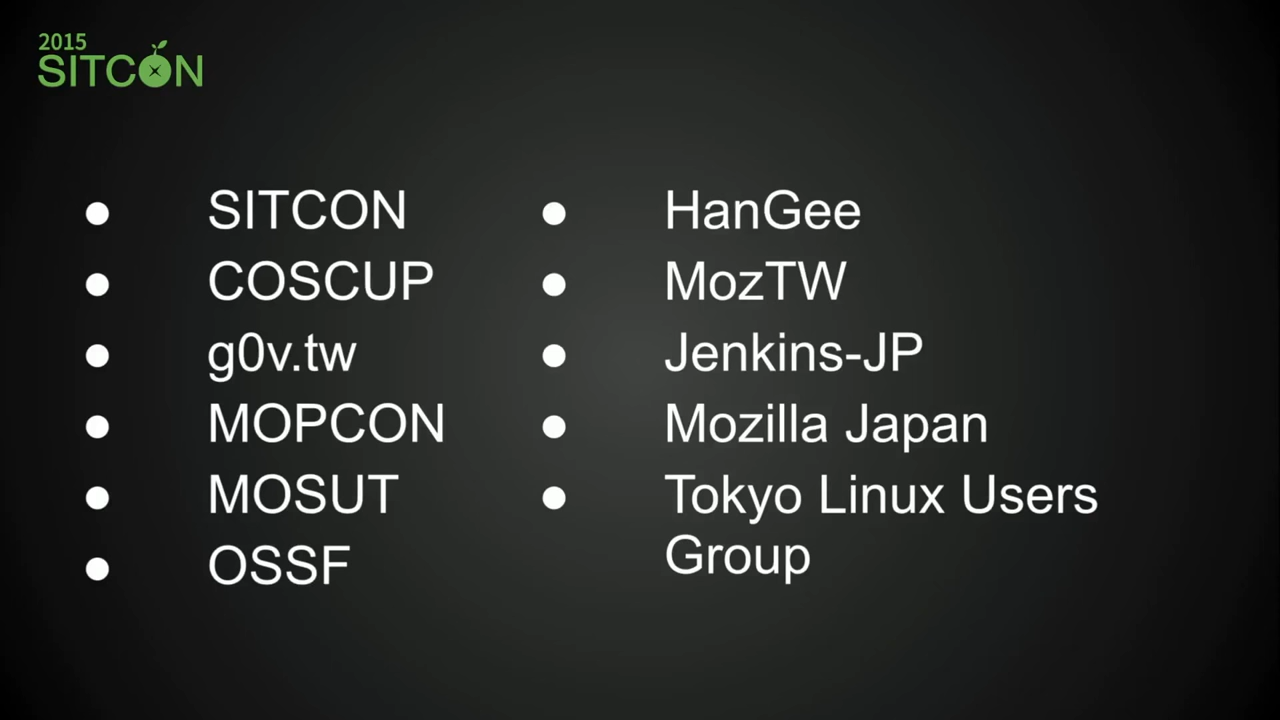 2015
SITCON
● SITCON
● COSCUP
● g0v.tw
● MOPCON
● MOSUT
● OSSF
● HanGee
● MozTW
● Jenkins-JP
● Mozilla Japan
● Tokyo Linux Users
Group